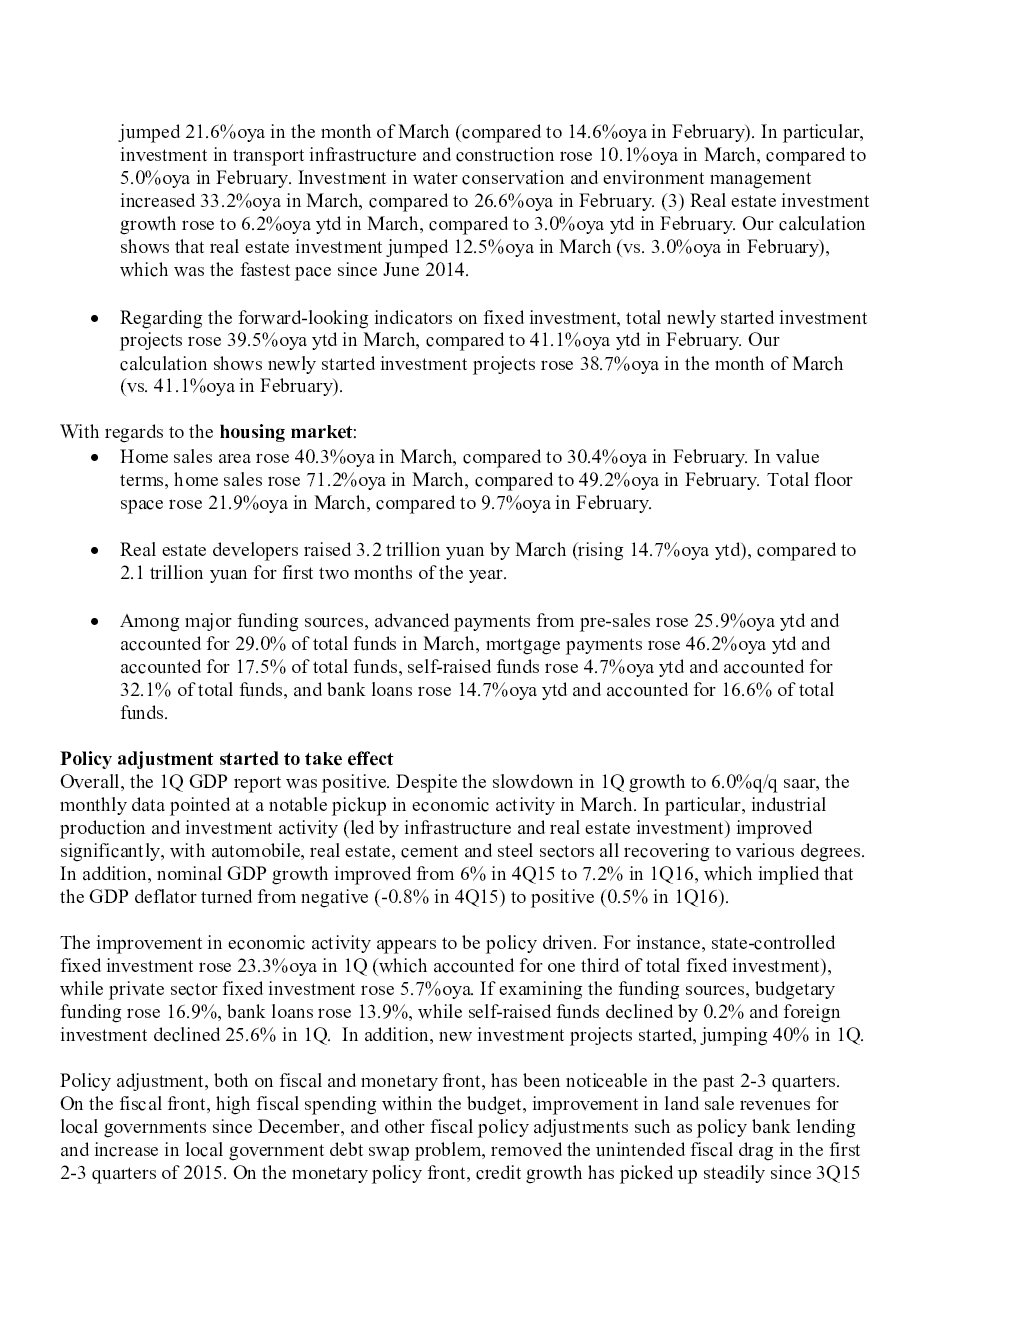 jumped 21.6%oya in the month of March (compared to 14.6%oya in February). In particular,
investment in transport infrastructure and construction rose 10.1%oya in March, compared to
5.0%oya in February. Investment in water conservation and environment management
increased 33.2%oya in March, compared to 26.6%oya in February. (3) Real estate investment
growth rose to 6.2%oya ytd in March, compared to 3.0%oya ytd in February. Our calculation
shows that real estate investment jumped 12.5%oya in March (vs. 3.0%oya in February),
which was the fastest pace since June 2014.
• Regarding the forward-looking indicators on fixed investment, total newly started investment
projects rose 39.5%oya ytd in March, compared to 41.1%oya ytd in February. Our
calculation shows newly started investment projects rose 38.7%oya in the month of March
(vs. 41.1%oya in February).
With regards to the housing market:
• Home sales area rose 40.3%oya in March, compared to 30.4%oya in February. In value
terms, home sales rose 71.2%oya in March, compared to 49.2%oya in February. Total floor
space rose 21.9%oya in March, compared to 9.7%oya in February.
• Real estate developers raised 3.2 trillion yuan by March (rising 14.7%oya ytd), compared to
2.1 trillion yuan for first two months of the year.
• Among major funding sources, advanced payments from pre-sales rose 25.9%oya ytd and
accounted for 29.0% of total funds in March, mortgage payments rose 46.2%oya ytd and
accounted for 17.5% of total funds, self-raised funds rose 4.7%oya ytd and accounted for
32.1% of total funds, and bank loans rose 14.7%oya ytd and accounted for 16.6% of total
funds.
Policy adjustment started to take effect
Overall, the 1Q GDP report was positive. Despite the slowdown in 1Q growth to 6.0%q/q saar, the
monthly data pointed at a notable pickup in economic activity in March. In particular, industrial
production and investment activity (led by infrastructure and real estate investment) improved
significantly, with automobile, real estate, cement and steel sectors all recovering to various degrees.
In addition, nominal GDP growth improved from 6% in 4Q15 to 7.2% in 1Q16, which implied that
the GDP deflator turned from negative (-0.8% in 4Q15) to positive (0.5% in 1Q16).
The improvement in economic activity appears to be policy driven. For instance, state-controlled
fixed investment rose 23.3%oya in 1Q (which accounted for one third of total fixed investment),
while private sector fixed investment rose 5.7%oya. If examining the funding sources, budgetary
funding rose 16.9%, bank loans rose 13.9%, while self-raised funds declined by 0.2% and foreign
investment declined 25.6% in 1Q.  In addition, new investment projects started, jumping 40% in 1Q.
Policy adjustment, both on fiscal and monetary front, has been noticeable in the past 2-3 quarters.
On the fiscal front, high fiscal spending within the budget, improvement in land sale revenues for
local governments since December, and other fiscal policy adjustments such as policy bank lending
and increase in local government debt swap problem, removed the unintended fiscal drag in the first
2-3 quarters of 2015. On the monetary policy front, credit growth has picked up steadily since 3Q15